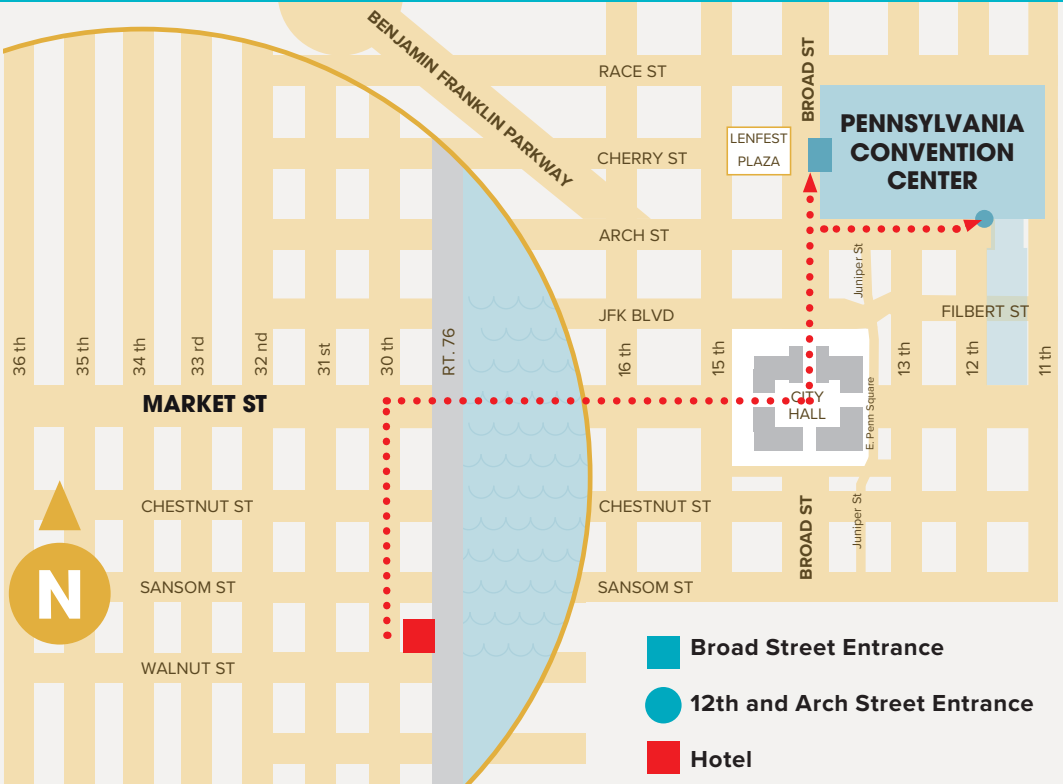 BENJAMIN FRANKLIN PARKWAY
RACE ST
BROAD ST
PENNSYLVANIA
CONVENTION
CENTER
LENFEST
PLAZA
CHERRY ST
ARCH ST
Juniper St
JFK BLVD
FILBERT ST
36 th
35 th
34 th
33 rd
32 nd
31 st
30 th
RT. 76
16 th
15 th
13 th
12 th
11 th
MARKET ST
CITY
HALL
E. Penn Square
CHESTNUT ST
CHESTNUT ST
BROAD ST
Juniper St
N
SANSOM ST
SANSOM ST
WALNUT ST
Broad Street Entrance
12th and Arch Street Entrance
Hotel